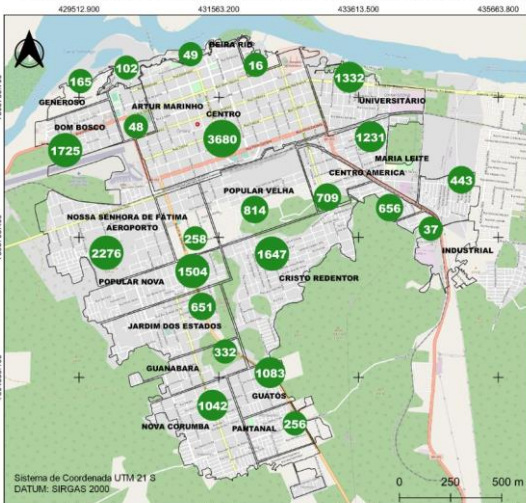 429512.900 431563.200 433613.500 435663.800
BEIRA RIO
49
102
16
165
1332
GENEROSO
ARTUR MARINHO
UNIVERSITÁRIO
DOM BOSCO
48
CENTRO
1725
3680
1231
MARIA LEITE
CENTRO AMERICA
443
POPULAR VELHA
709
656
814
NOSSA SENHORA DE FÁTIMA
AEROPORTO
258
37
2276
1647
INDUSTRIAL
1504
POPULAR NOVA
CRISTO REDENTOR
651
JARDIM DOS ESTADOS
332
GUANABARA
1083
GUATÓS
1042
NOVA CORUMBA
PANTANAL
256
Sistema de Coordenada UTM 21 S
DATUM: SIRGAS 2000
0 250 500 m